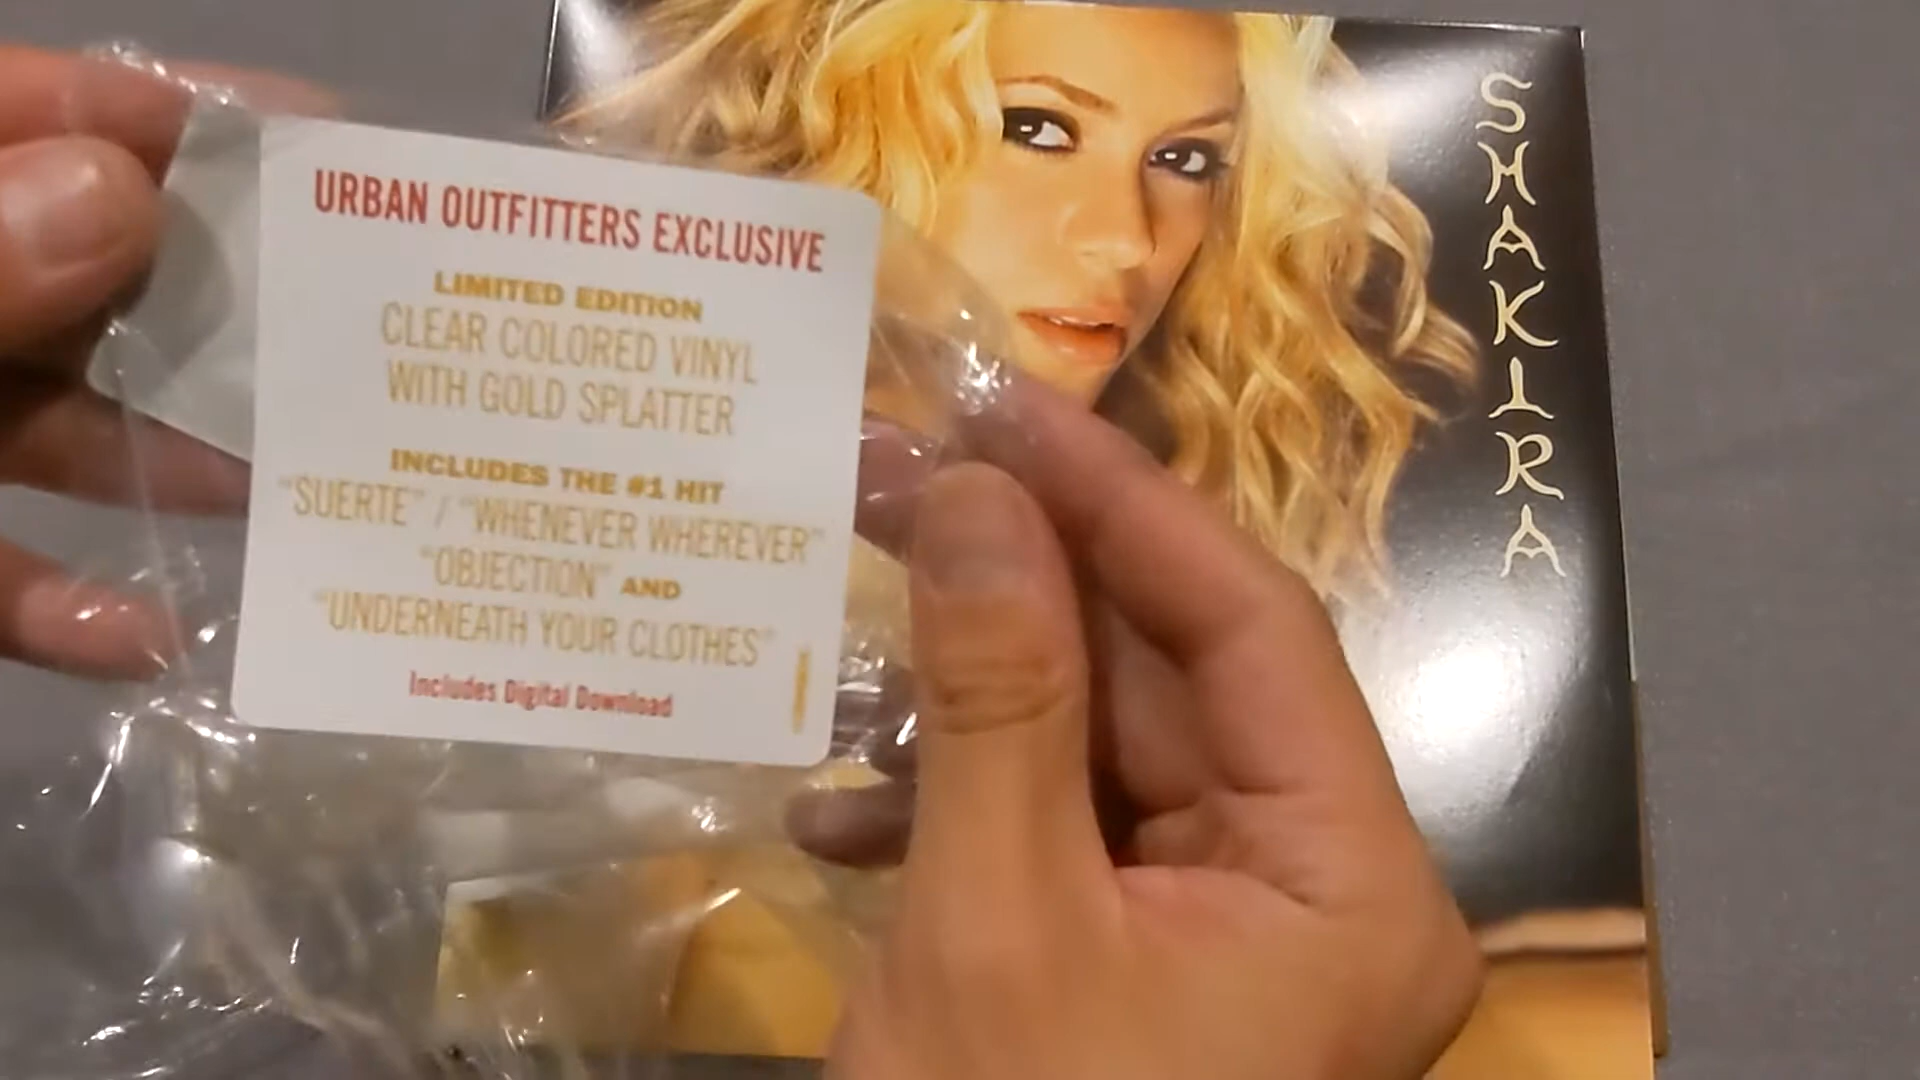 URBAN OUTFITTERS EXCLUSIVE
LIMITED EDITION
CLEAR COLORED VINYL
WITH GOLD SPLATTER
INCLUDES THE #1 HIT
"SUERTE" / "WHENEVER WHEREVER"
"OBJECTION" AND
"UNDERNEATH YOUR CLOTHES"
Includes Digital Download
SHAKIRA